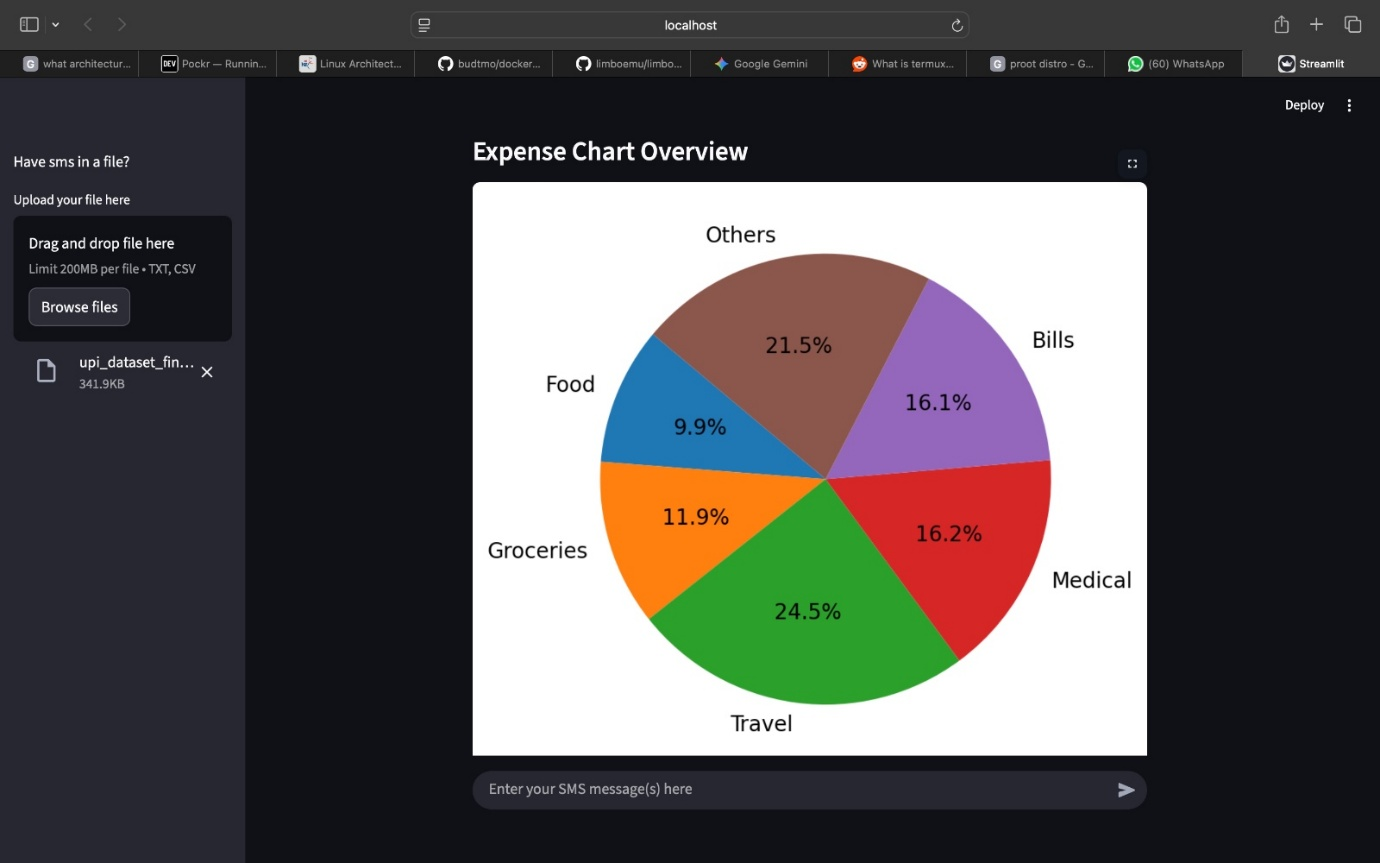 localhost
what architectur...
DEV Pockr — Runnin...
Linux Architect...
budtmo/docker...
limboemu/limbo...
Google Gemini
What is termux...
proot distro - G...
(60) WhatsApp
Streamlit
Deploy
Have sms in a file?
Upload your file here
Drag and drop file here
Limit 200MB per file • TXT, CSV
Browse files
upi_dataset_fin...
341.9KB
Expense Chart Overview
Others
21.5%
Bills
16.1%
Food
9.9%
Groceries
11.9%
Medical
16.2%
Travel
24.5%
Enter your SMS message(s) here